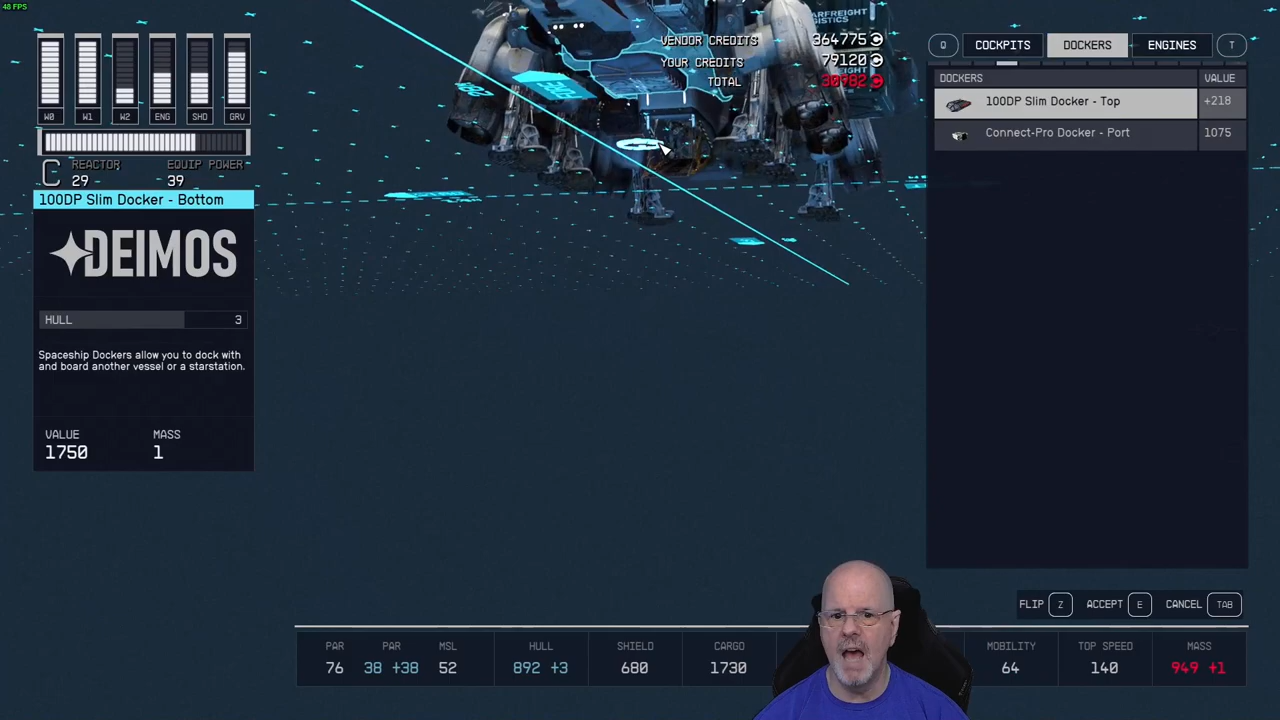 48 FPS
W0 W1 W2 ENG SHD GRV
C REACTOR 29 EQUIP POWER 39
100DP Slim Docker - Bottom
DEIMOS
HULL 3
Spaceship Dockers allow you to dock with
and board another vessel or a starstation.
VALUE MASS
1750 1
ARFREIGHT
GISTICS
VENDOR CREDITS 364775
YOUR CREDITS 79120
TOTAL 30982
Q COCKPITS DOCKERS ENGINES T
DOCKERS VALUE
100DP Slim Docker - Top +218
Connect-Pro Docker - Port 1075
FLIP Z ACCEPT E CANCEL TAB
PAR PAR MSL HULL SHIELD CARGO MOBILITY TOP SPEED MASS
76 38 +38 52 892 +3 680 1730 64 140 949 +1